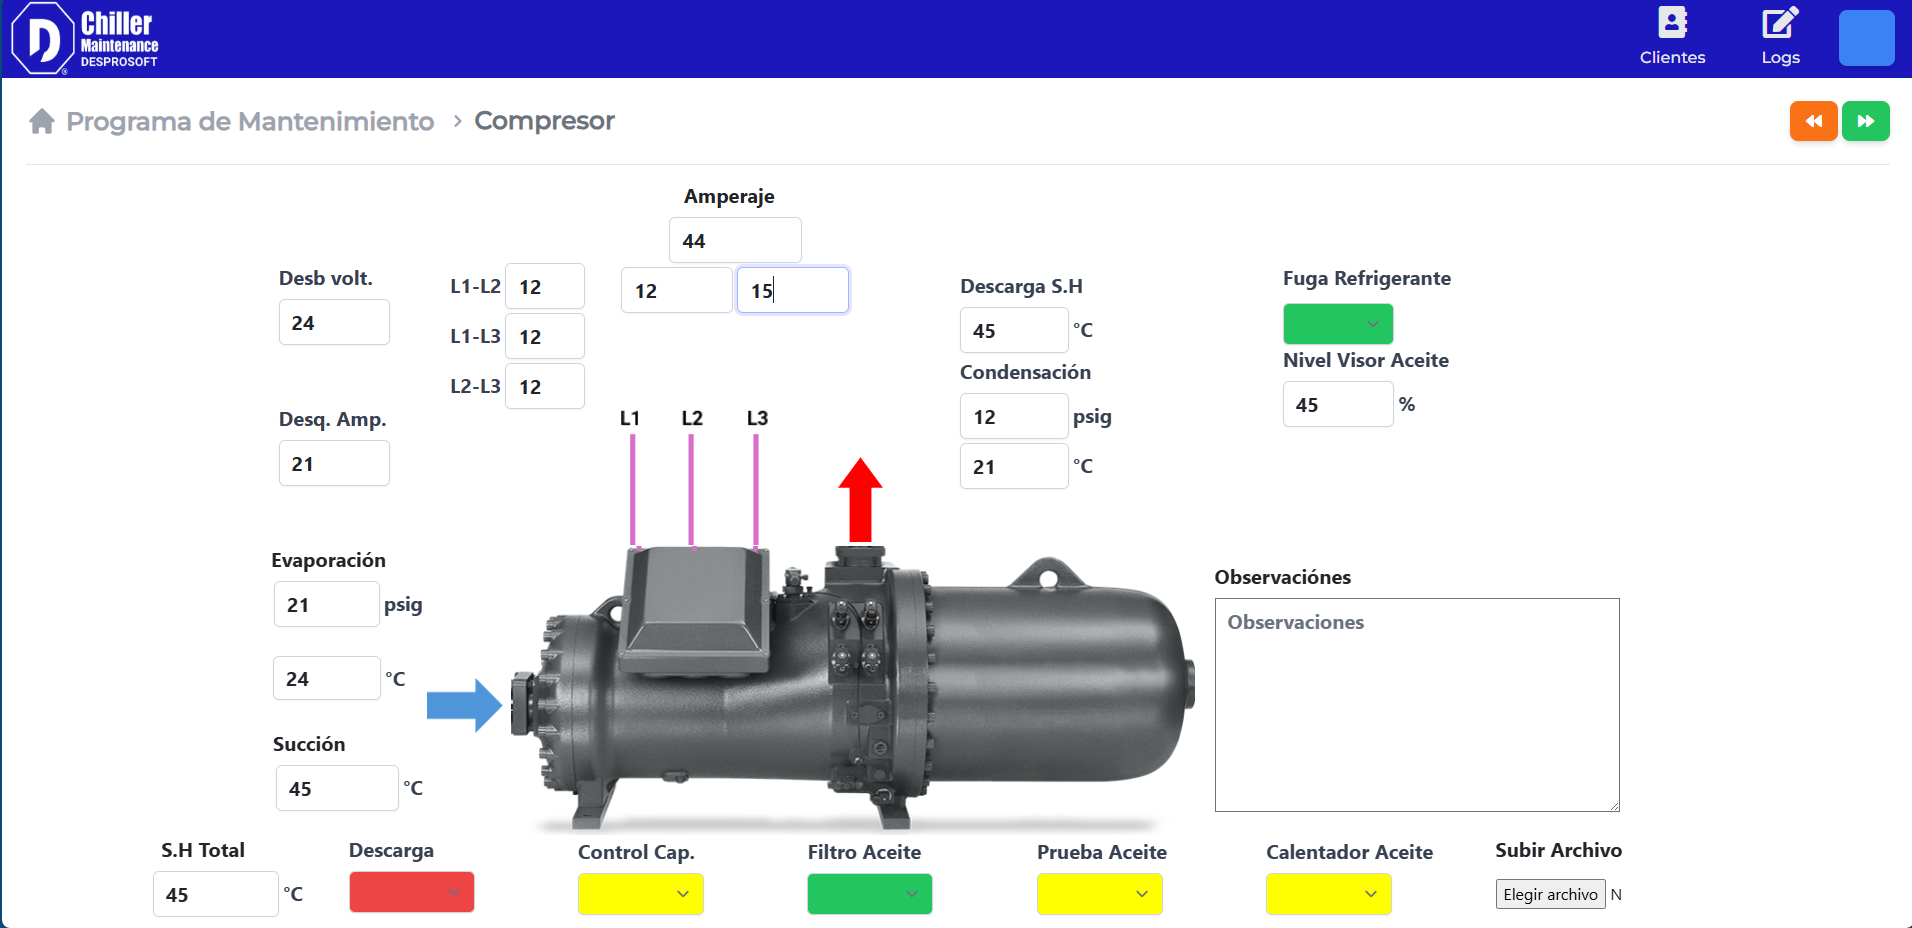 D
Chiller
Maintenance
DESPROSOFT
®
Clientes
Logs
Programa de Mantenimiento > Compresor
Amperaje
44
12
15
Desb volt.
24
L1-L2 12
L1-L3 12
L2-L3 12
Desq. Amp.
21
L1 L2 L3
Descarga S.H
45 °C
Condensación
12 psig
21 °C
Fuga Refrigerante
Nivel Visor Aceite
45 %
Evaporación
21 psig
24 °C
Succión
45 °C
Observaciónes
Observaciones
S.H Total
45 °C
Descarga
Control Cap.
Filtro Aceite
Prueba Aceite
Calentador Aceite
Subir Archivo
Elegir archivo N